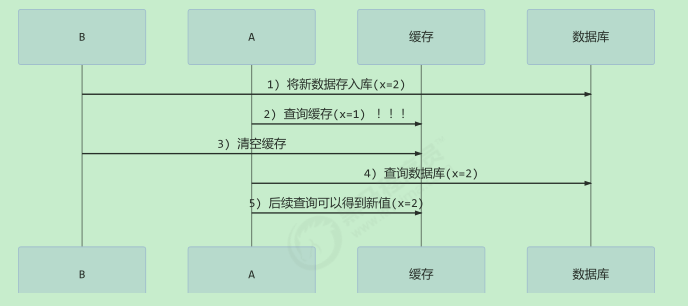 B A 缓存 数据库
1) 将新数据存入库(x=2)
2) 查询缓存(x=1) ！！！
3) 清空缓存
4) 查询数据库(x=2)
5) 后续查询可以得到新值(x=2)
B A 缓存 数据库